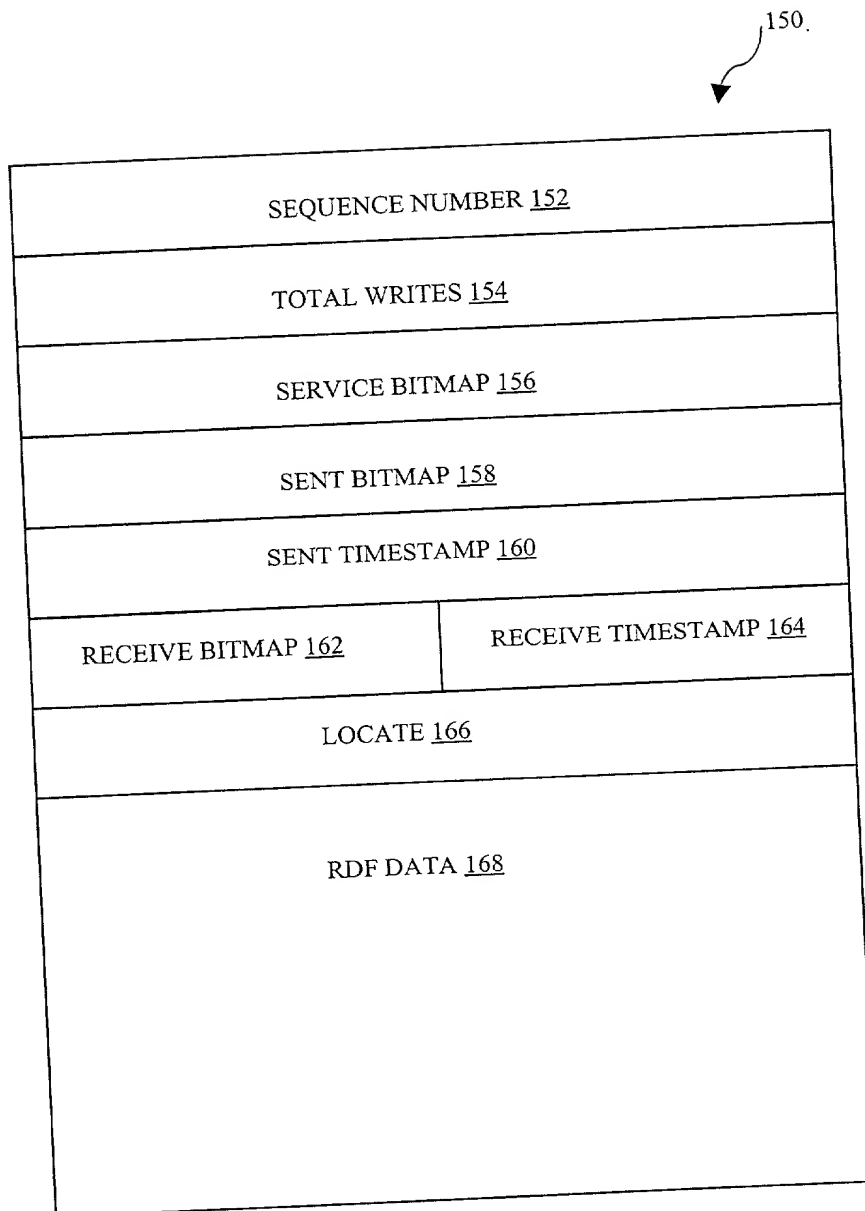 150.
SEQUENCE NUMBER 152
TOTAL WRITES 154
SERVICE BITMAP 156
SENT BITMAP 158
SENT TIMESTAMP 160
RECEIVE BITMAP 162
RECEIVE TIMESTAMP 164
LOCATE 166
RDF DATA 168